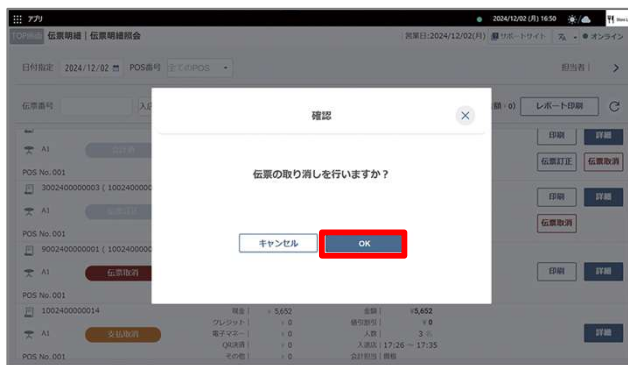 アプリ
2024/12/02 (月) 16:50
TOP画面 伝票明細 | 伝票明細照会
営業日:2024/12/02(月) サポートサイト オンライン
日付指定 2024/12/02 POS番号 全てのPOS 担当者 |
伝票番号 レポート印刷
確認
伝票の取り消しを行いますか?
キャンセル OK
印刷 詳細
A1
伝票訂正 伝票取消
POS No.001
3002400000003 ( 1002400000
印刷 詳細
A1
伝票取消
POS No.001
9002400000001 ( 1002400000
A1 伝票取消 印刷 詳細
POS No.001
1002400000014 現金 | ¥ 5,652 金額 | ¥5,652
クレジット | ¥ 0 値引割引 | ¥ 0
A1 支払取消 電子マネー | ¥ 0 人数 | 3 名 詳細
QR決済 | ¥ 0 入退店 | 17:26 ～ 17:35
POS No.001 その他 | ¥ 0 会計担当 |